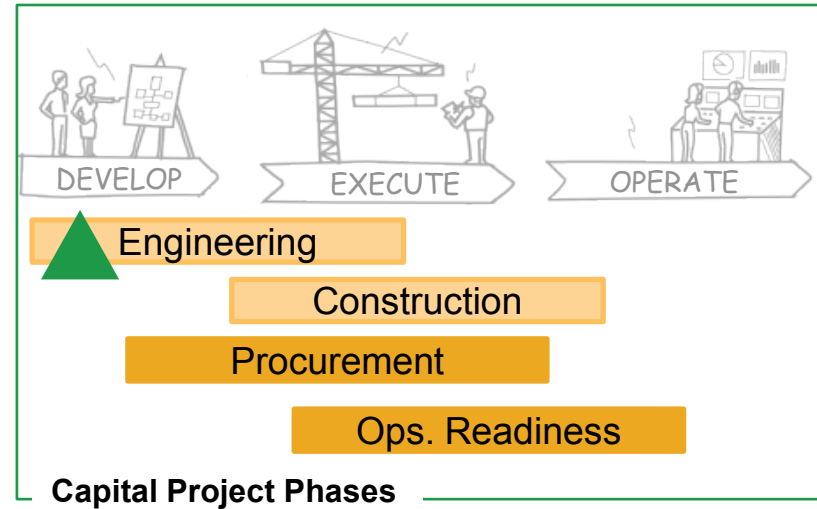 DEVELOP
EXECUTE
OPERATE
Engineering
Construction
Procurement
Ops. Readiness
Capital Project Phases